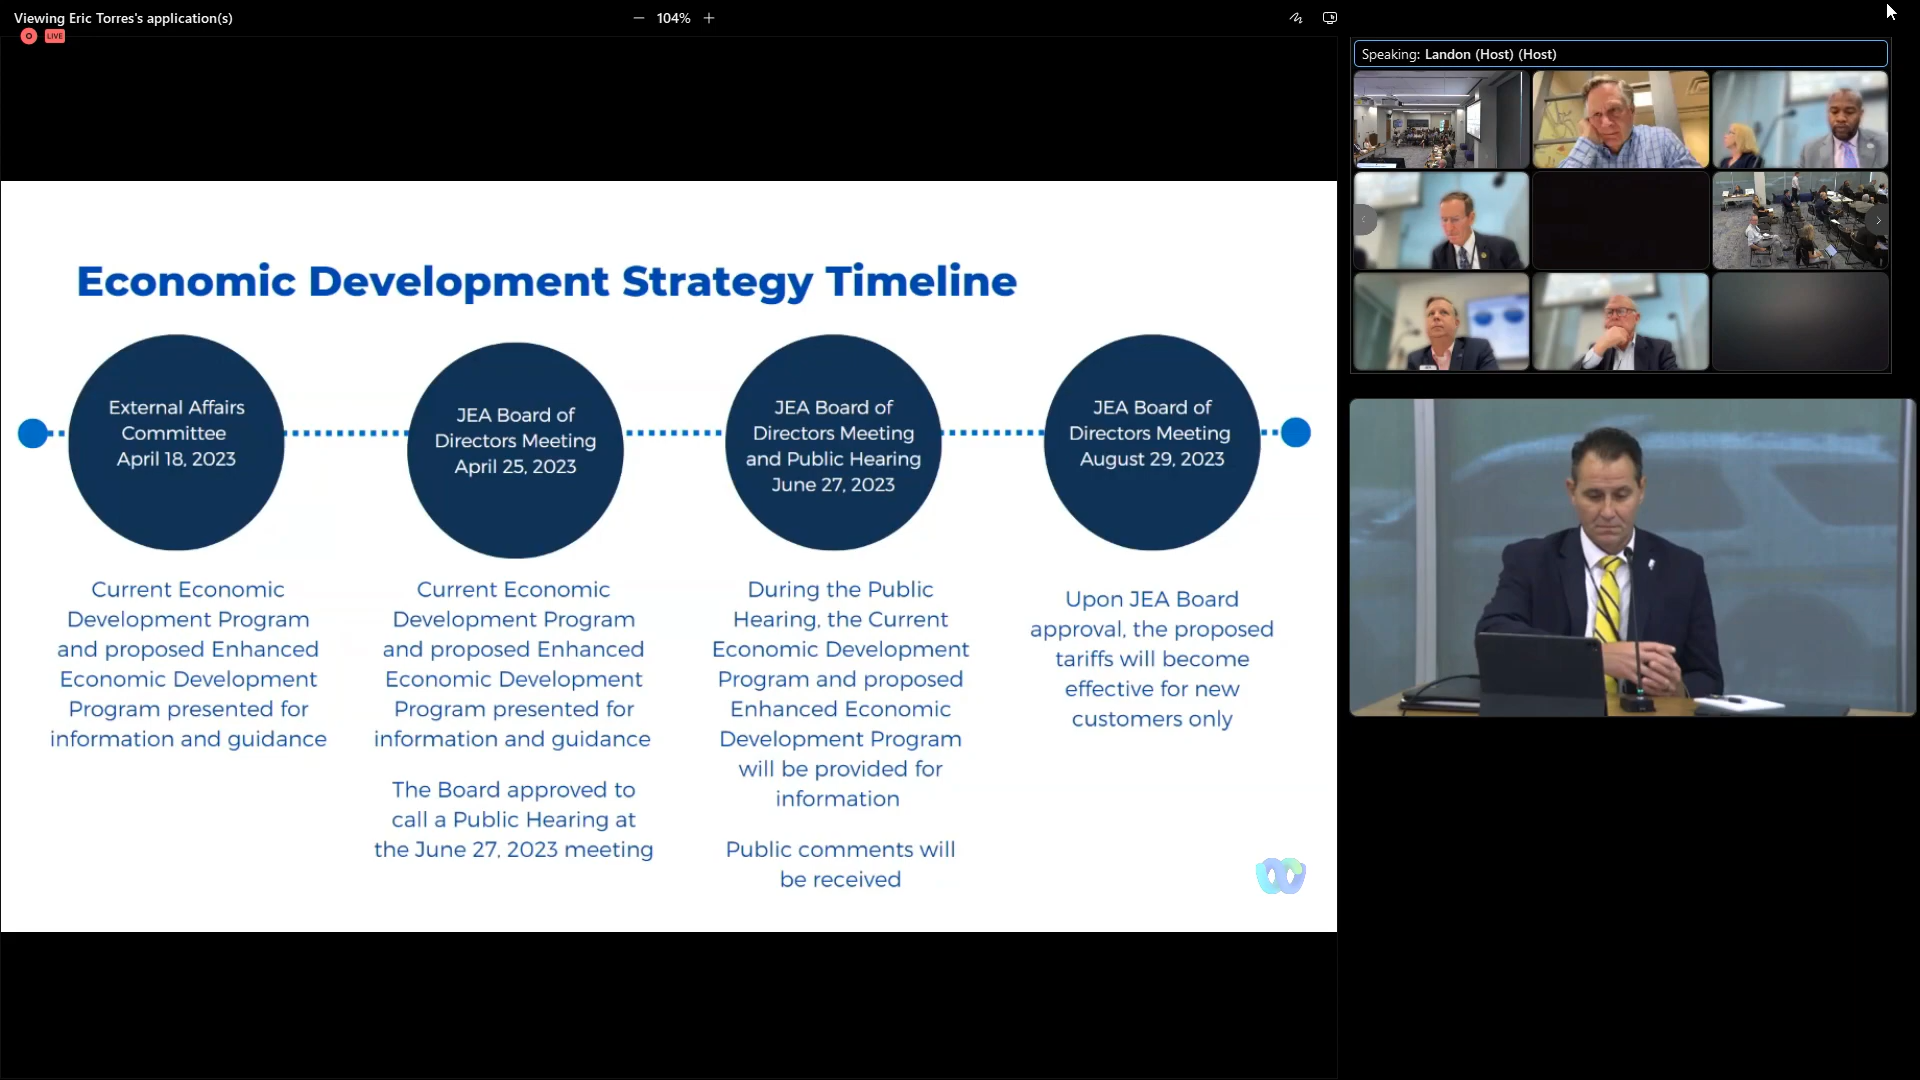 Viewing Eric Torres's application(s)
104%
LIVE
Speaking: Landon (Host) (Host)
Economic Development Strategy Timeline
External Affairs
Committee
April 18, 2023
JEA Board of
Directors Meeting
April 25, 2023
JEA Board of
Directors Meeting
and Public Hearing
June 27, 2023
JEA Board of
Directors Meeting
August 29, 2023
Current Economic
Development Program
and proposed Enhanced
Economic Development
Program presented for
information and guidance
Current Economic
Development Program
and proposed Enhanced
Economic Development
Program presented for
information and guidance
The Board approved to
call a Public Hearing at
the June 27, 2023 meeting
During the Public
Hearing, the Current
Economic Development
Program and proposed
Enhanced Economic
Development Program
will be provided for
information
Public comments will
be received
Upon JEA Board
approval, the proposed
tariffs will become
effective for new
customers only